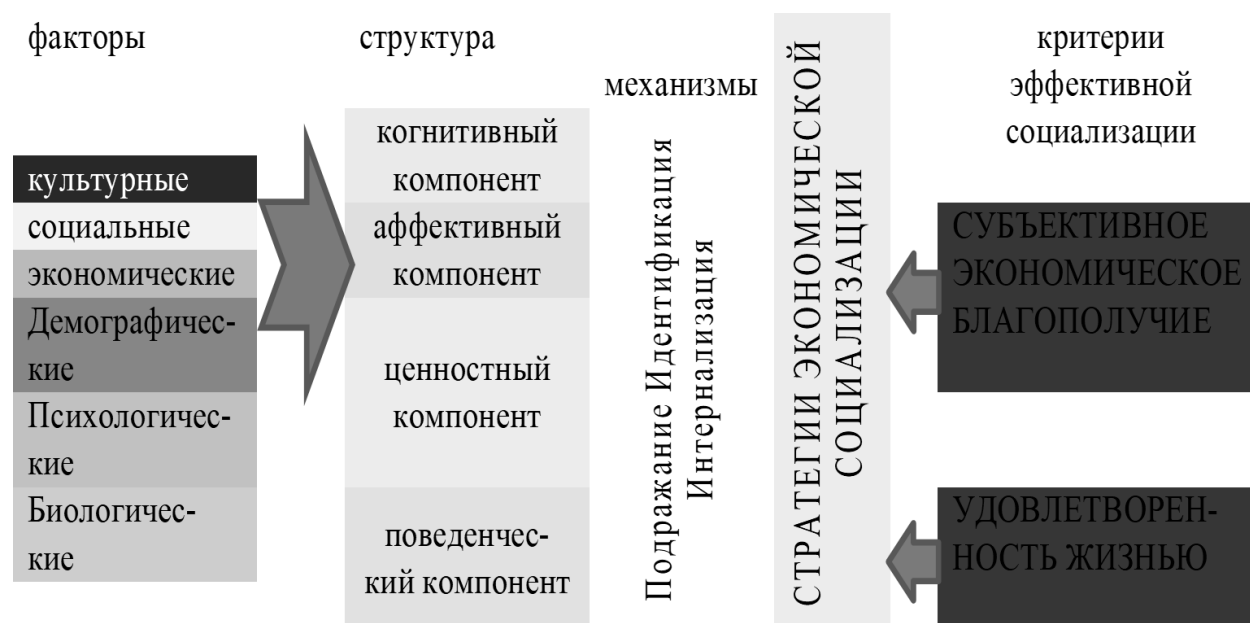 факторы
культурные
социальные
экономические
Демографичес-
кие
Психологичес-
кие
Биологичес-
кие
структура
когнитивный
компонент
аффективный
компонент
ценностный
компонент
поведенчес-
кий компонент
механизмы
Подражание Идентификация
Интернализация
СТРАТЕГИИ ЭКОНОМИЧЕСКОЙ
СОЦИАЛИЗАЦИИ
критерии
эффективной
социализации
СУБЪЕКТИВНОЕ
ЭКОНОМИЧЕСКОЕ
БЛАГОПОЛУЧИЕ
УДОВЛЕТВОРЕН-
НОСТЬ ЖИЗНЬЮ